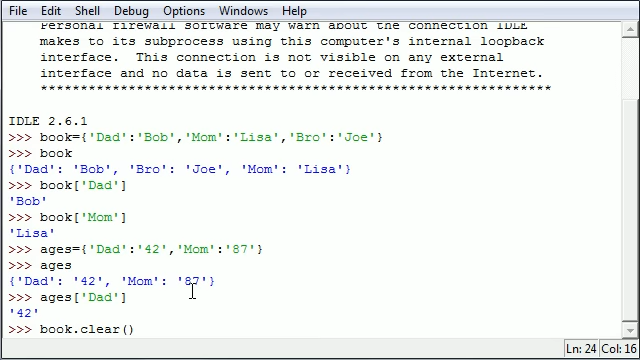 File Edit Shell Debug Options Windows Help
Personal firewall software may warn about the connection IDLE
makes to its subprocess using this computer's internal loopback
interface.  This connection is not visible on any external
interface and no data is sent to or received from the Internet.
****************************************************************
IDLE 2.6.1
>>> book={'Dad':'Bob','Mom':'Lisa','Bro':'Joe'}
>>> book
{'Dad': 'Bob', 'Bro': 'Joe', 'Mom': 'Lisa'}
>>> book['Dad']
'Bob'
>>> book['Mom']
'Lisa'
>>> ages={'Dad':'42','Mom':'87'}
>>> ages
{'Dad': '42', 'Mom': '87'}
>>> ages['Dad']
'42'
>>> book.clear()
Ln: 24 Col: 16